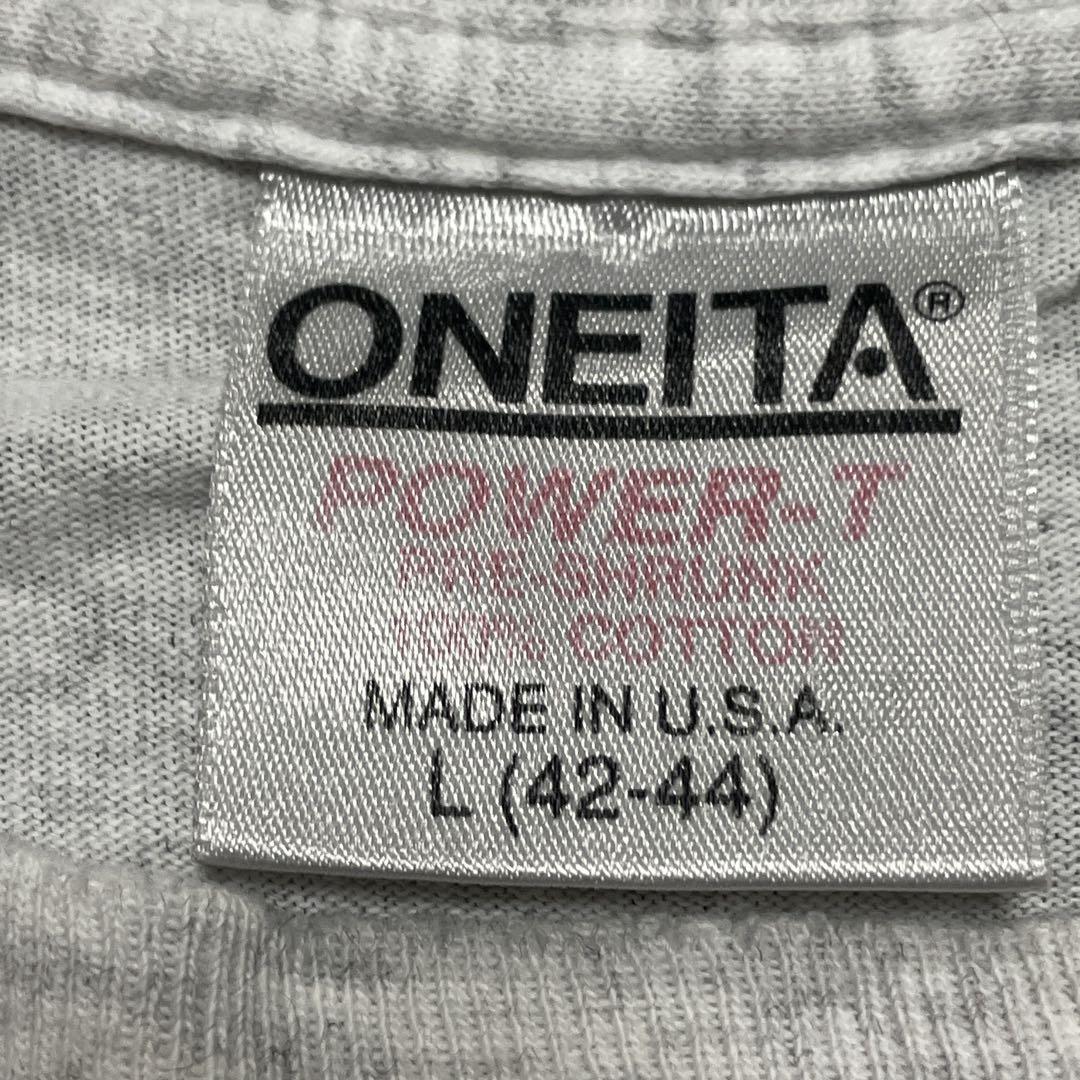 ONEITA®
POWER-T
PRE-SHRUNK
100% COTTON
MADE IN U.S.A.
L (42-44)